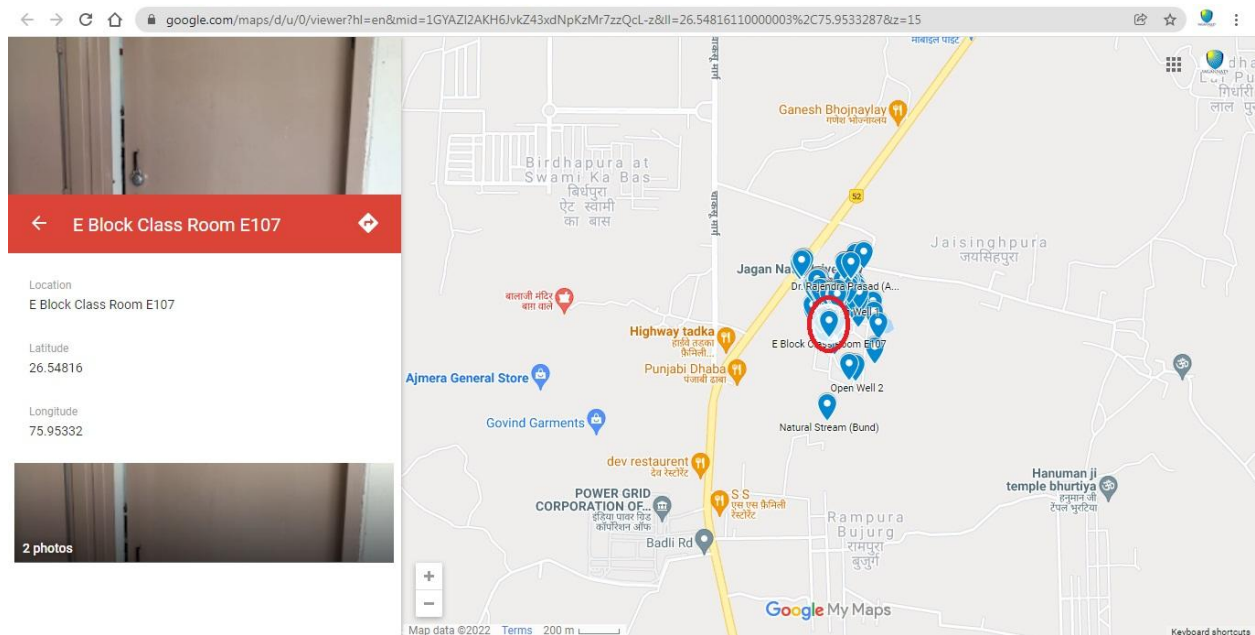 google.com/maps/d/u/0/viewer?hl=en&mid=1GYAZI2AKH6JvkZ43xdNpKzMr7zzQcL-z&ll=26.54816110000003%2C75.9533287&z=15
E Block Class Room E107
Location
E Block Class Room E107
Latitude
26.54816
Longitude
75.95332
2 photos
मोबाइल पॉइंट
Ganesh Bhojnaylay
गणेश भोजनालय
गिर्धारी
लाल
Birdhapura at
Swami Ka Bas
बिर्धपुरा
ऐट स्वामी
का बास
52
Jaisinghpura
जयसिंहपुरा
Jagan
Dr. Rajendra Prasad (A...
बालाजी मंदिर
बाग वाले
Highway tadka
हाईवे तड़का
फ़ैमिली...
E Block Class Room E107
Punjabi Dhaba
पंजाबी ढाबा
Ajmera General Store
Open Well 2
Govind Garments
Natural Stream (Bund)
dev restaurent
देव रेस्टोरेंट
Hanuman ji
temple bhurtiya
हनुमान जी
टेंपल भुरटिया
POWER GRID
CORPORATION OF...
इंडिया पावर ग्रिड
कॉर्पोरेशन ऑफ
S S
एस एस फ़ैमिली
रेस्टोरेंट
Rampura
Bujurg
रामपुरा
बुजुर्ग
Badli Rd
Google My Maps
Map data ©2022 Terms 200 m
Keyboard shortcuts